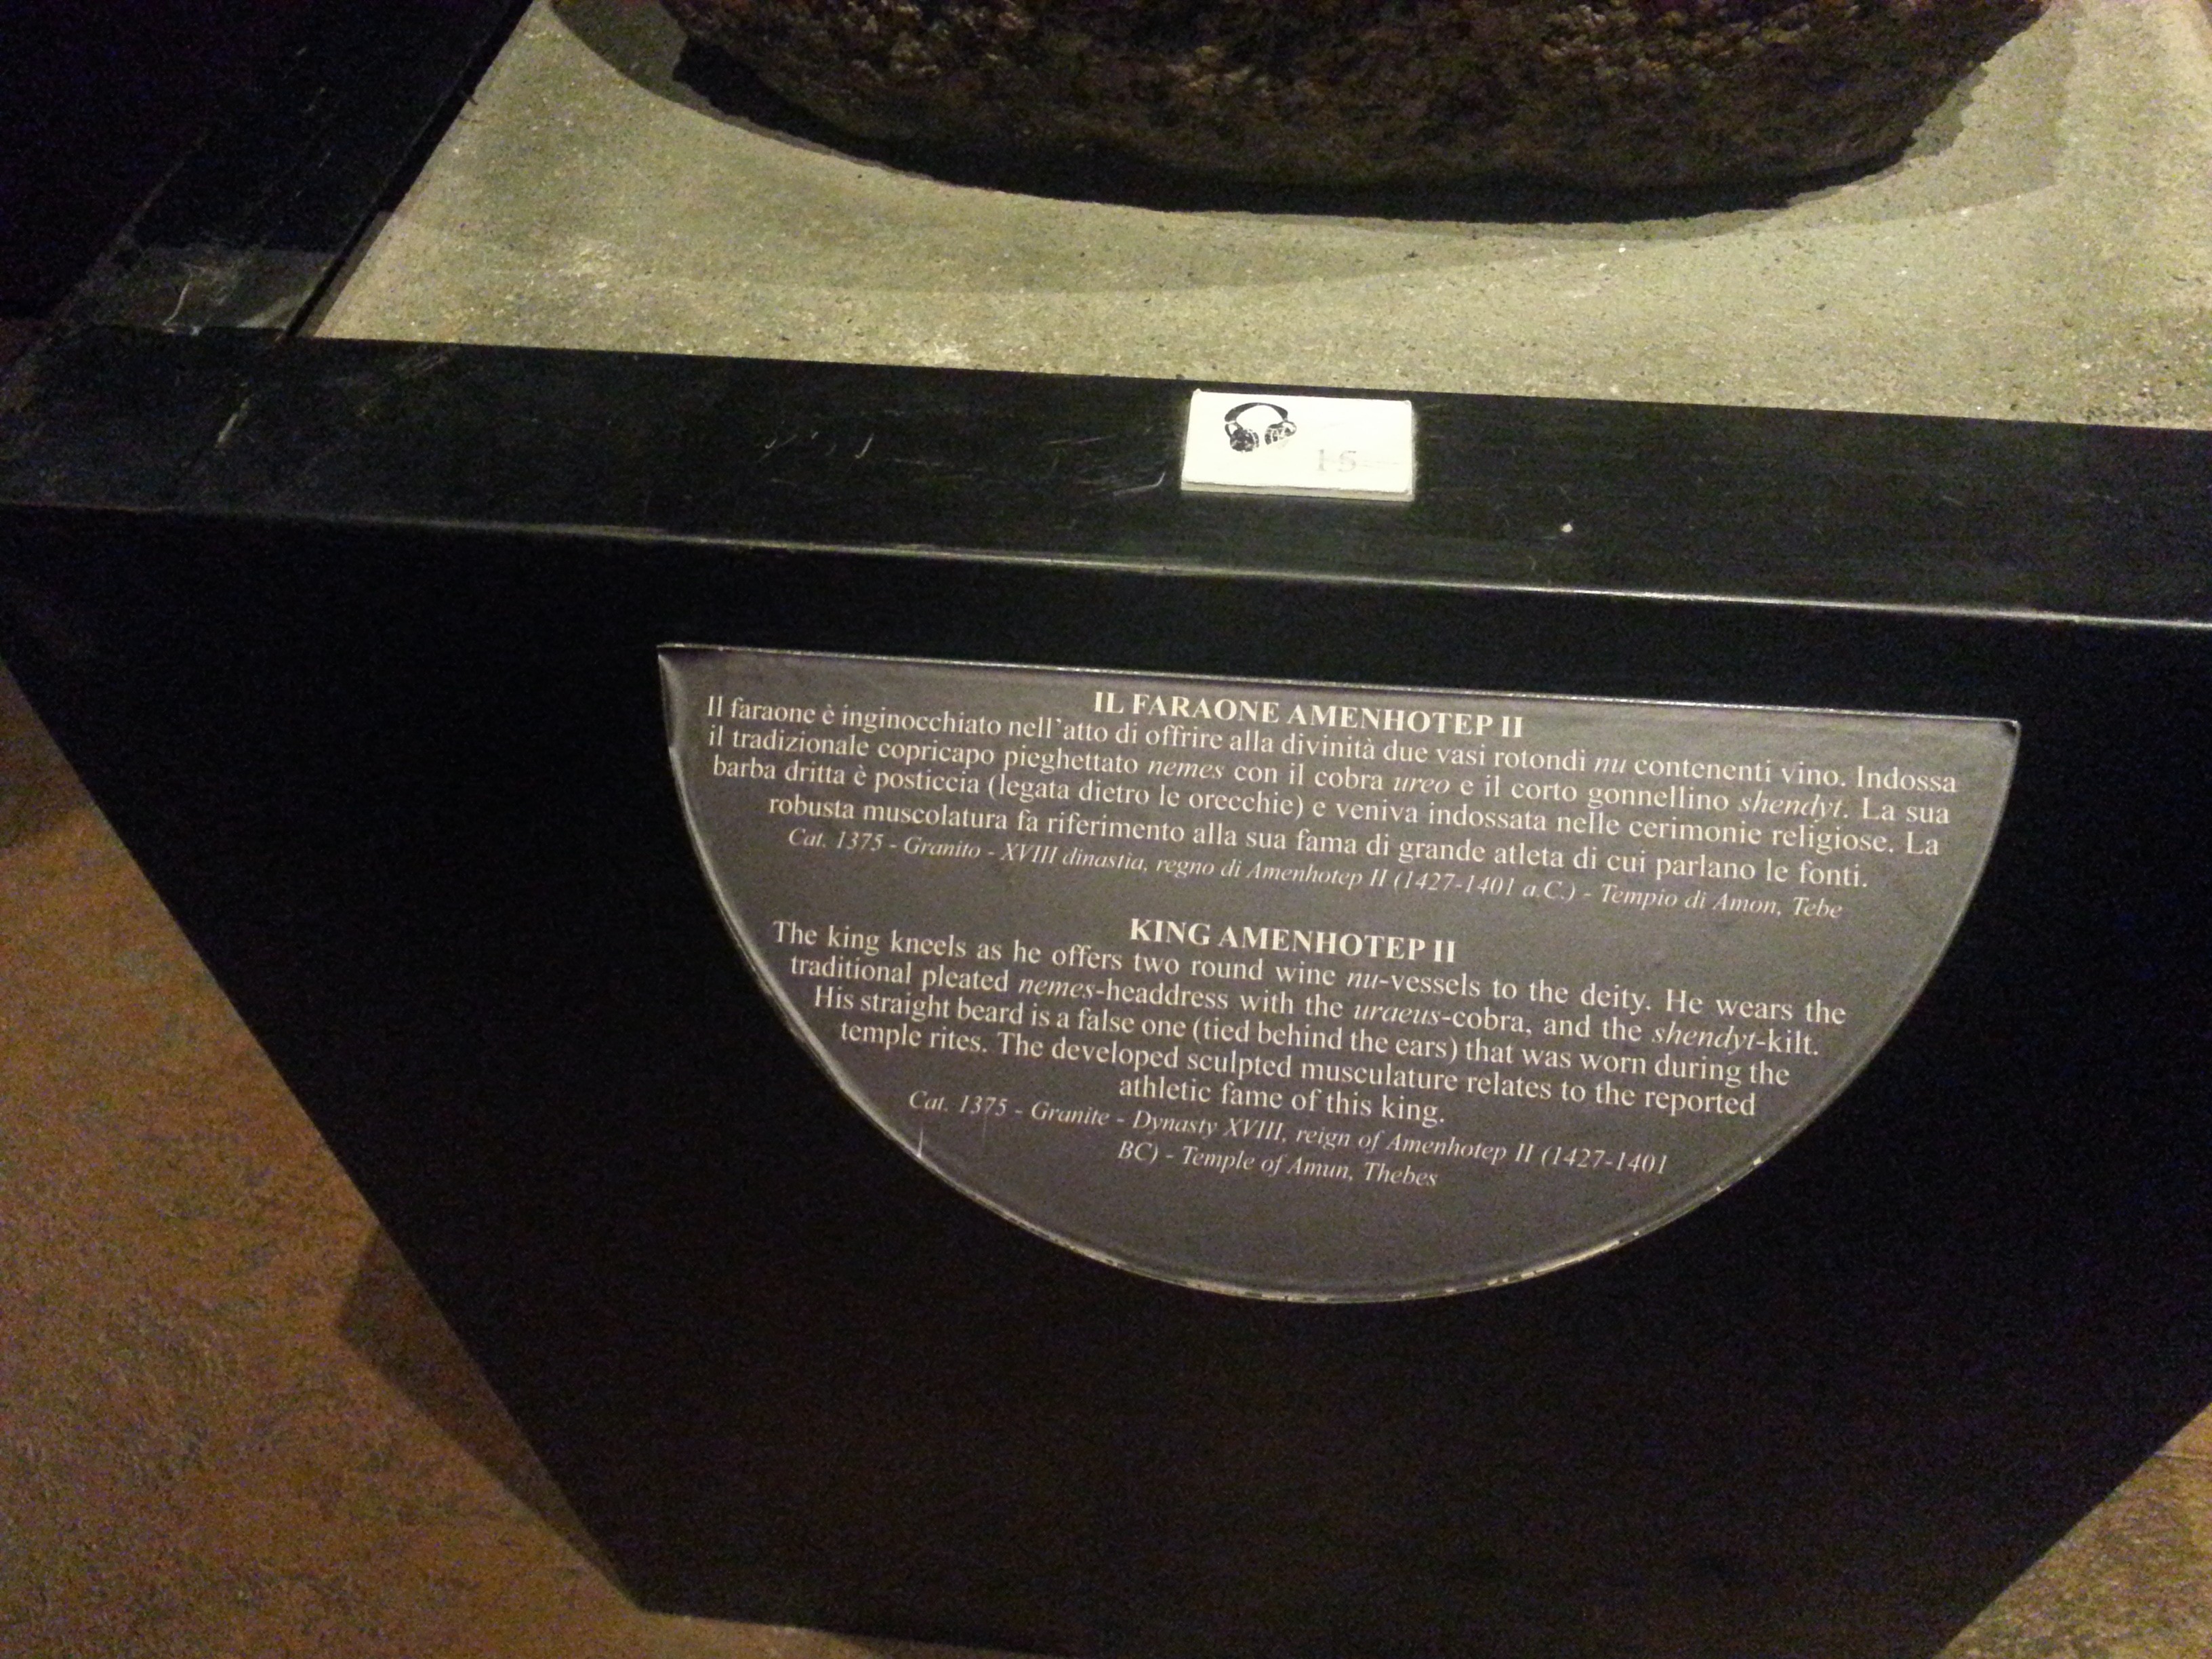 15
IL FARAONE AMENHOTEP II
Il faraone è inginocchiato nell'atto di offrire alla divinità due vasi rotondi nu contenenti vino. Indossa
il tradizionale copricapo pieghettato nemes con il cobra ureo e il corto gonnellino shendyt. La sua
barba dritta è posticcia (legata dietro le orecchie) e veniva indossata nelle cerimonie religiose. La
robusta muscolatura fa riferimento alla sua fama di grande atleta di cui parlano le fonti.
Cat. 1375 - Granito - XVIII dinastia, regno di Amenhotep II (1427-1401 a.C.) - Tempio di Amon, Tebe
KING AMENHOTEP II
The king kneels as he offers two round wine nu-vessels to the deity. He wears the
traditional pleated nemes-headdress with the uraeus-cobra, and the shendyt-kilt.
His straight beard is a false one (tied behind the ears) that was worn during the
temple rites. The developed sculpted musculature relates to the reported
athletic fame of this king.
Cat. 1375 - Granite - Dynasty XVIII, reign of Amenhotep II (1427-1401
BC) - Temple of Amun, Thebes